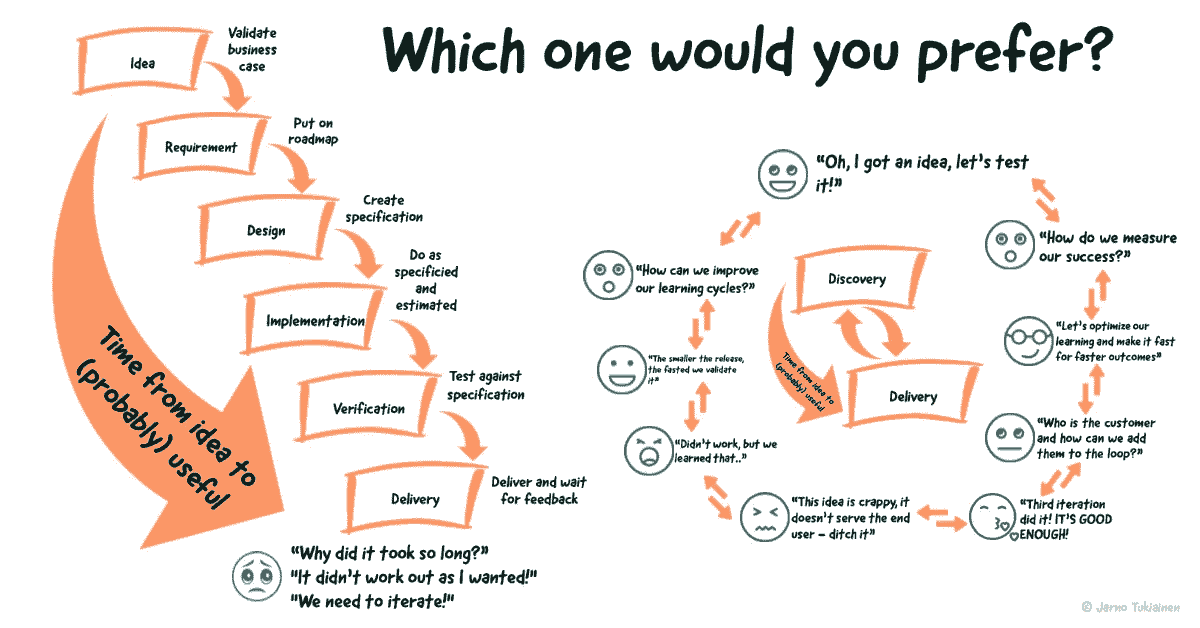 Which one would you prefer?
Idea
Validate
business
case
Requirement
Put on
roadmap
Design
Create
specification
Implementation
Do as
specificied
and
estimated
Verification
Test against
specification
Delivery
Deliver and wait
for feedback
Time from idea to
(probably) useful
"Why did it took so long?"
"It didn't work out as I wanted!"
"We need to iterate!"
"Oh, I got an idea, let's test
it!"
"How do we measure
our success?"
"Let's optimize our
learning and make it fast
for faster outcomes"
"Who is the customer
and how can we add
them to the loop?"
"Third iteration
did it! IT'S GOOD
ENOUGH!
"This idea is crappy, it
doesn't serve the end
user – ditch it"
"Didn't work, but we
learned that.."
"The smaller the release,
the fasted we validate
it"
"How can we improve
our learning cycles?"
Discovery
Delivery
Time from idea to
(probably) useful
© Jarno Tukiainen